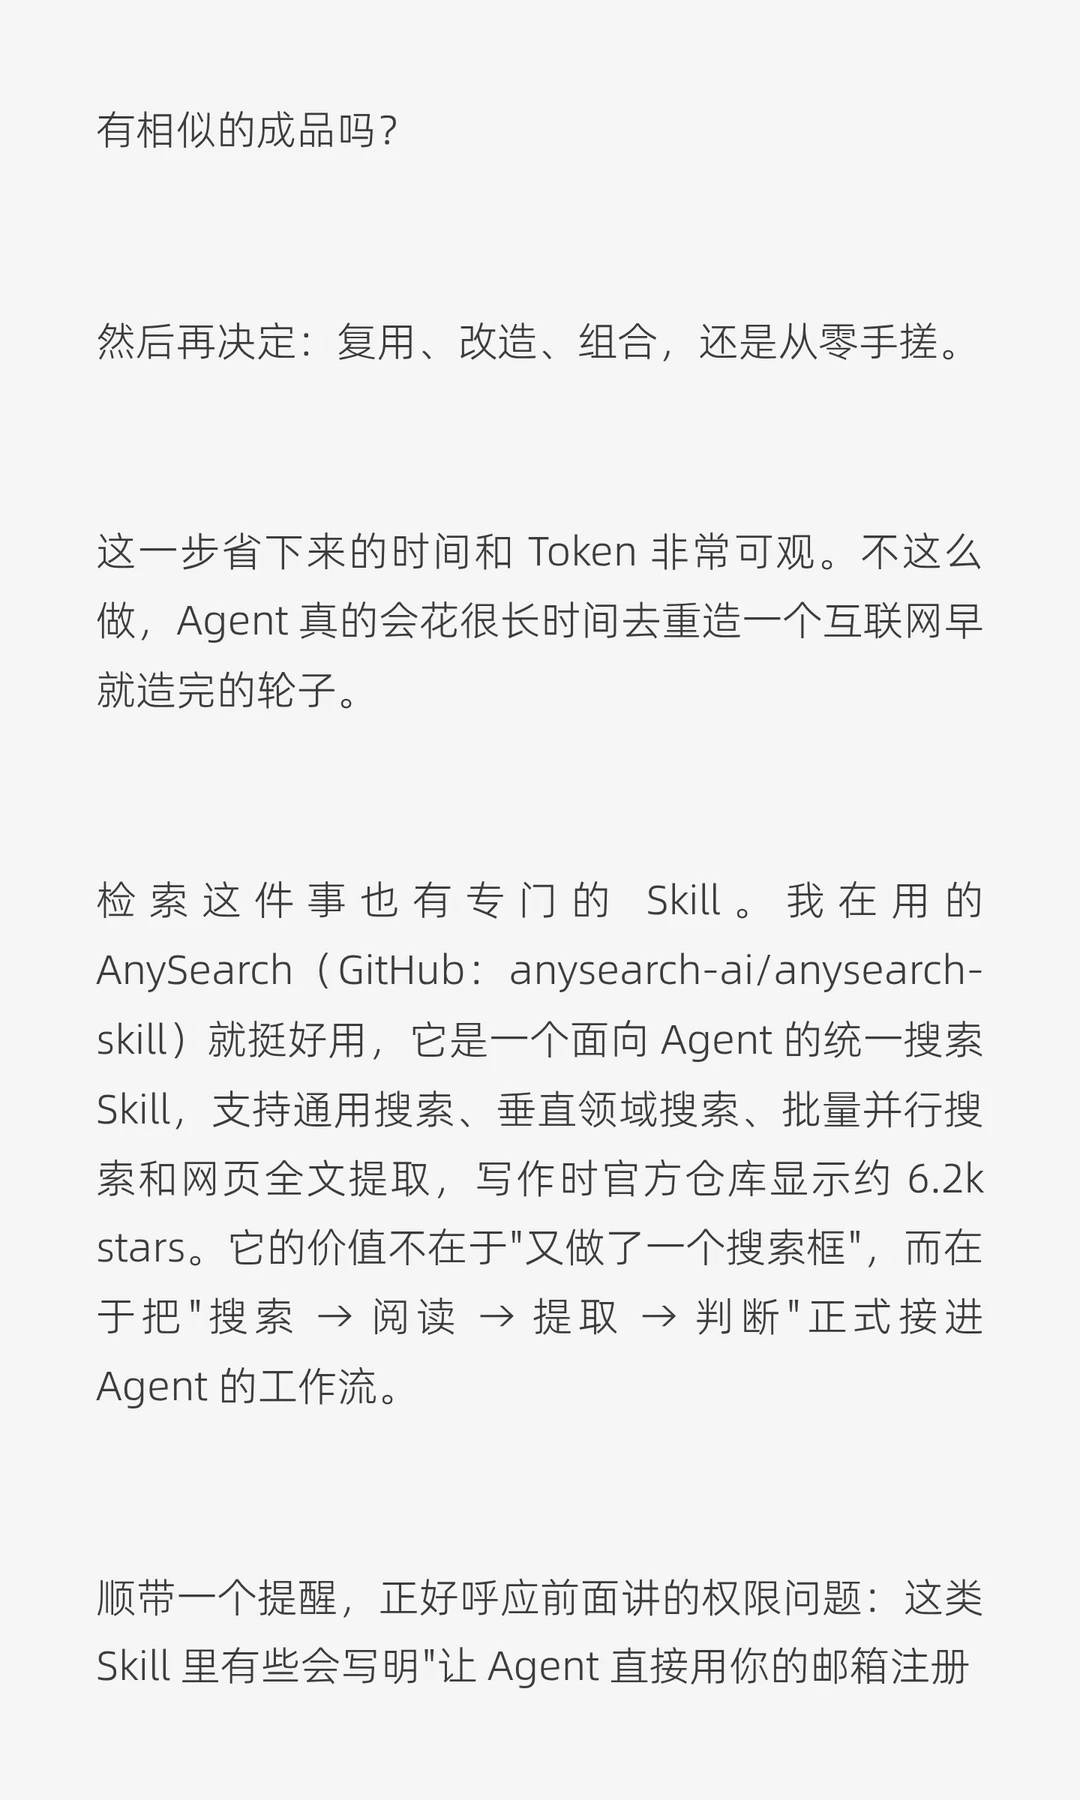 有相似的成品吗？
然后再决定：复用、改造、组合，还是从零手搓。
这一步省下来的时间和 Token 非常可观。不这么
做，Agent 真的会花很长时间去重造一个互联网早
就造完的轮子。
检索这件事也有专门的 Skill。我在用的
AnySearch（GitHub：anysearch-ai/anysearch-
skill）就挺好用，它是一个面向 Agent 的统一搜索
Skill，支持通用搜索、垂直领域搜索、批量并行搜
索和网页全文提取，写作时官方仓库显示约 6.2k
stars。它的价值不在于"又做了一个搜索框"，而在
于把"搜索 → 阅读 → 提取 → 判断"正式接进
Agent 的工作流。
顺带一个提醒，正好呼应前面讲的权限问题：这类
Skill 里有些会写明"让 Agent 直接用你的邮箱注册